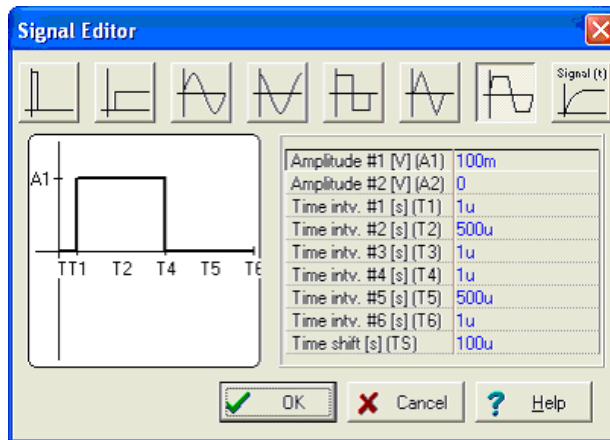 Signal Editor
Signal (t)
A1
TT1 T2 T4 T5 T6
Amplitude #1 [V] (A1) 100m
Amplitude #2 [V] (A2) 0
Time intv. #1 [s] (T1) 1u
Time intv. #2 [s] (T2) 500u
Time intv. #3 [s] (T3) 1u
Time intv. #4 [s] (T4) 1u
Time intv. #5 [s] (T5) 500u
Time intv. #6 [s] (T6) 1u
Time shift [s] (TS) 100u
OK Cancel ? Help